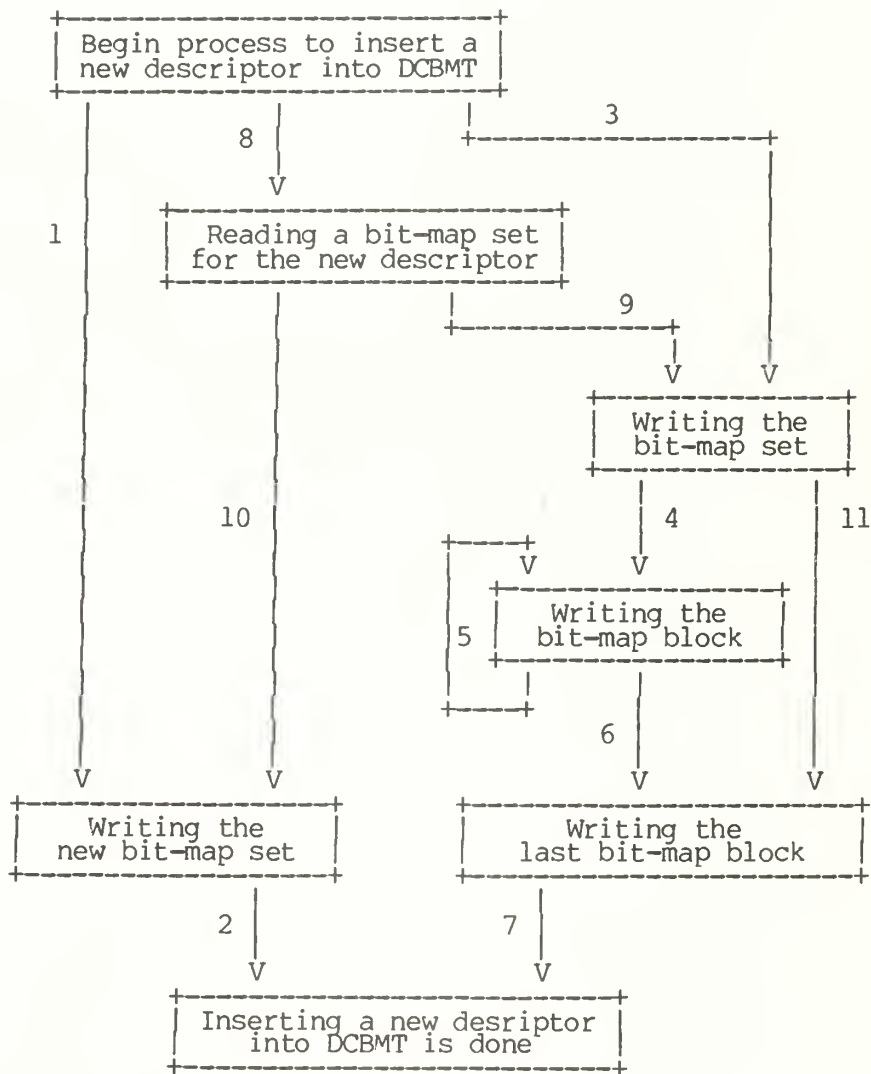 Begin process to insert a
new descriptor into DCBMT
3
8
1
Reading a bit-map set
for the new descriptor
9
Writing the
bit-map set
10
4
11
Writing the
bit-map block
5
6
Writing the
new bit-map set
Writing the
last bit-map block
2
7
Inserting a new desriptor
into DCBMT is done